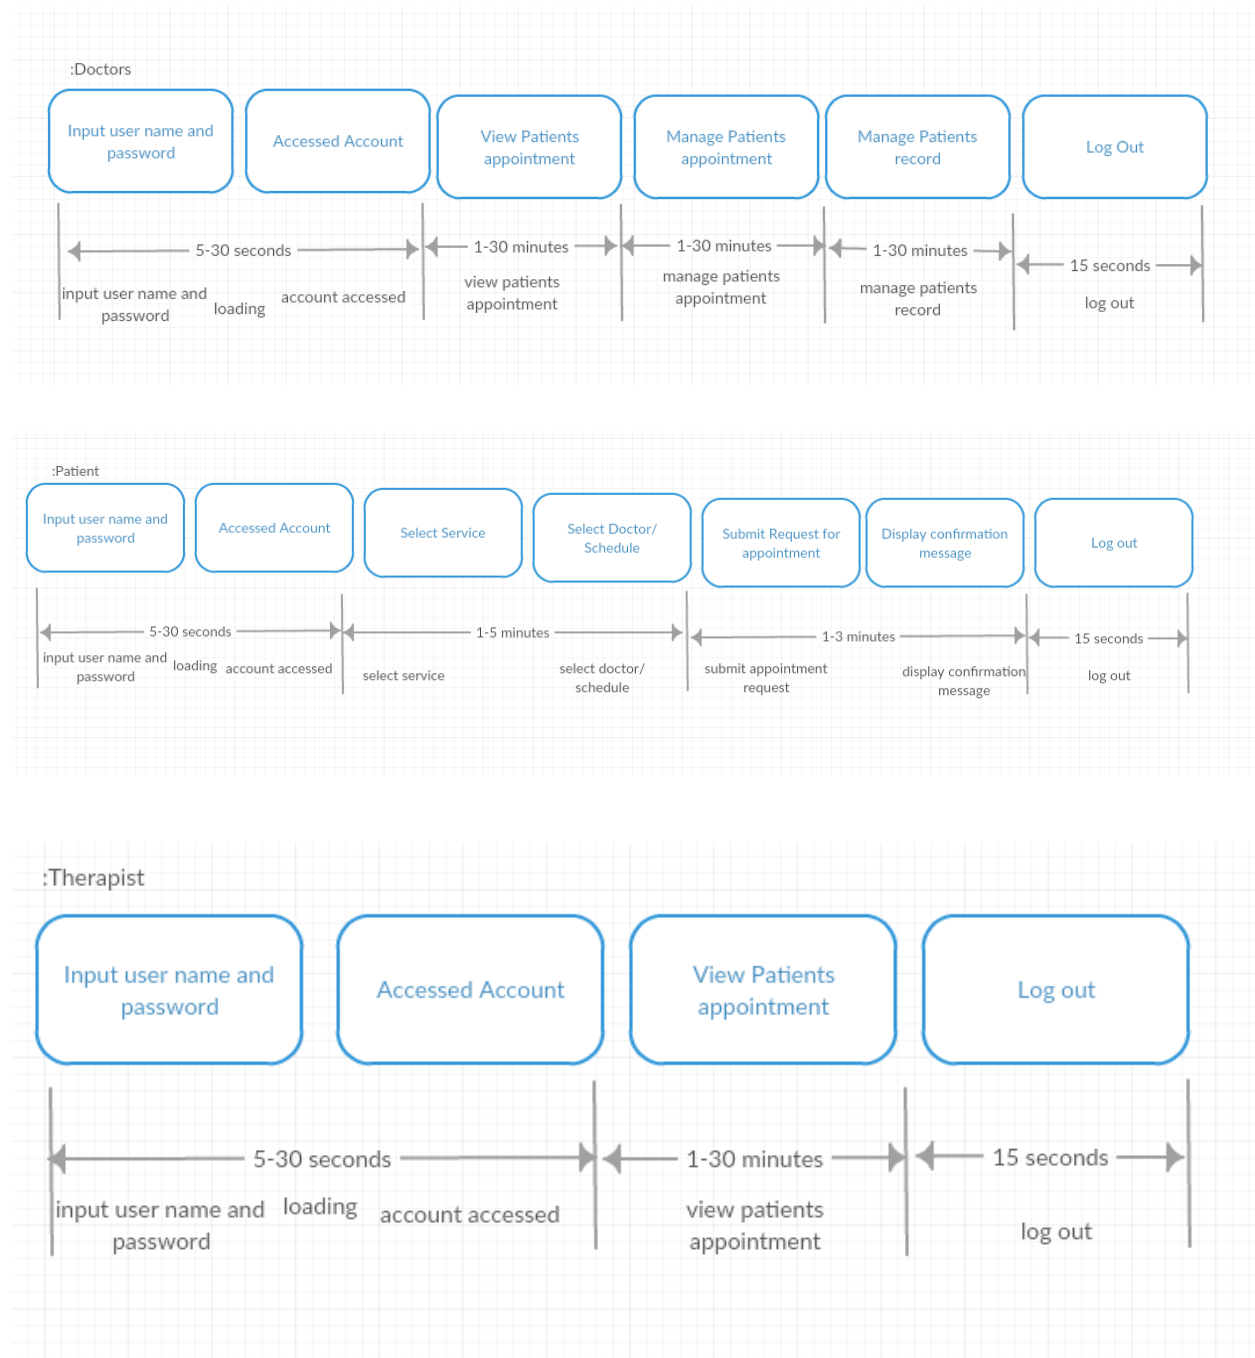 :Doctors
Input user name and
password
Accessed Account
View Patients
appointment
Manage Patients
appointment
Manage Patients
record
Log Out
5-30 seconds
1-30 minutes
1-30 minutes
1-30 minutes
15 seconds
input user name and
password
loading
account accessed
view patients
appointment
manage patients
appointment
manage patients
record
log out
:Patient
Input user name and
password
Accessed Account
Select Service
Select Doctor/
Schedule
Submit Request for
appointment
Display confirmation
message
Log out
5-30 seconds
1-5 minutes
1-3 minutes
15 seconds
input user name and
password
loading
account accessed
select service
select doctor/
schedule
submit appointment
request
display confirmation
message
log out
:Therapist
Input user name and
password
Accessed Account
View Patients
appointment
Log out
5-30 seconds
1-30 minutes
15 seconds
input user name and
password
loading
account accessed
view patients
appointment
log out